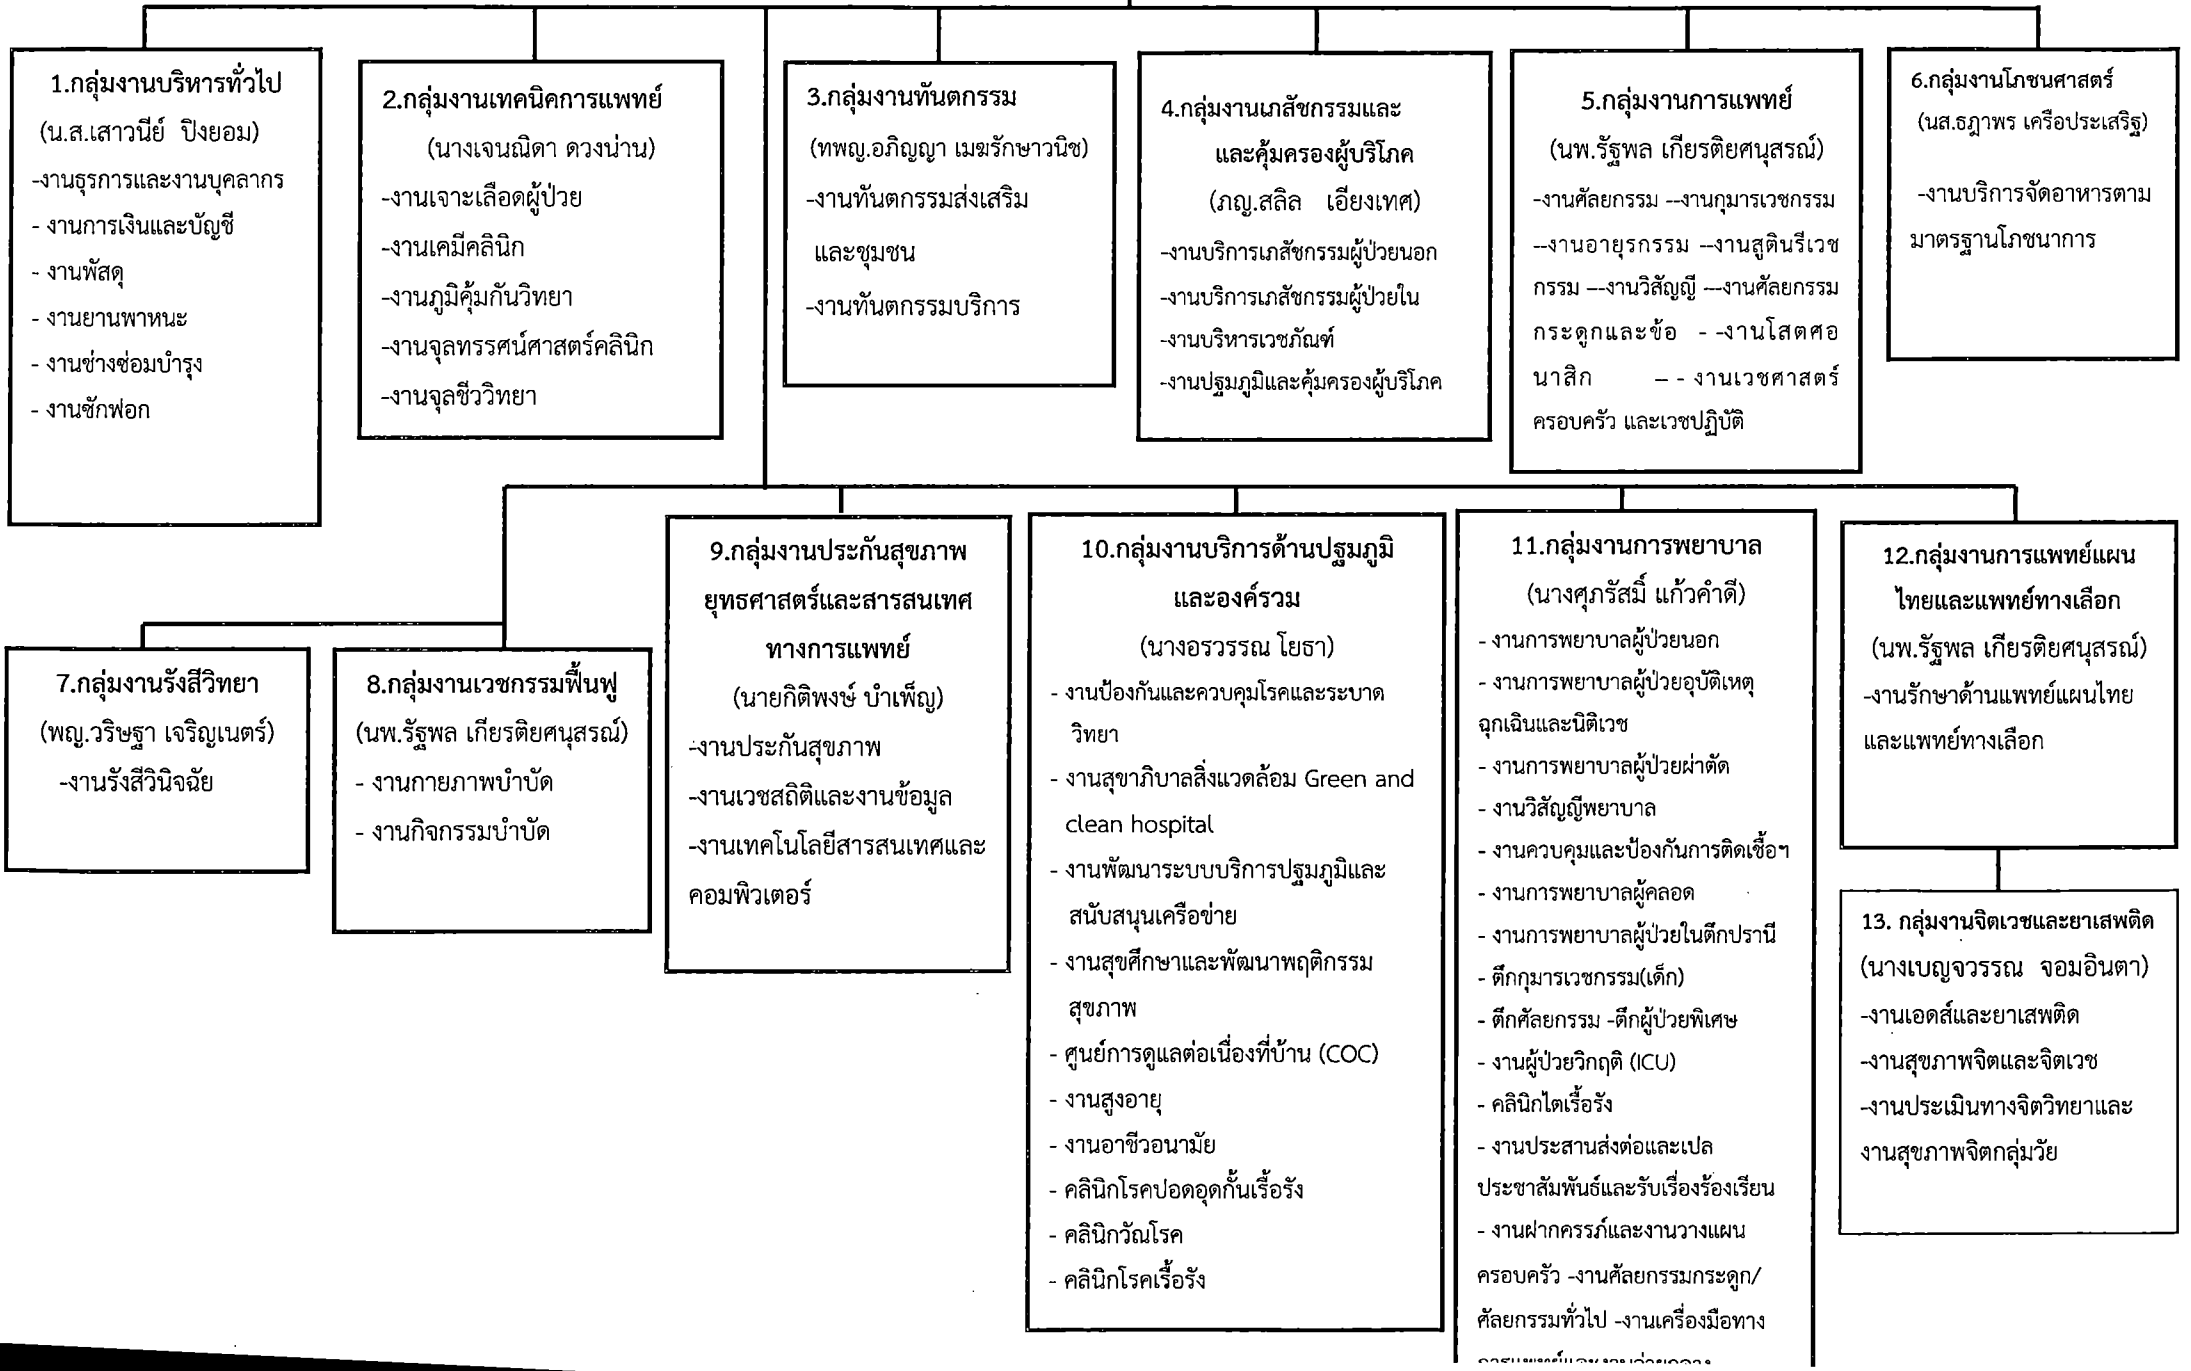 1.กลุ่มงานบริหารทั่วไป
(น.ส.เสาวนีย์ ปิงยอม)
-งานธุรการและงานบุคลากร
- งานการเงินและบัญชี
- งานพัสดุ
- งานยานพาหนะ
- งานช่างซ่อมบำรุง
- งานซักฟอก
2.กลุ่มงานเทคนิคการแพทย์
(นางเจนณิดา ดวงน่าน)
-งานเจาะเลือดผู้ป่วย
-งานเคมีคลินิก
-งานภูมิคุ้มกันวิทยา
-งานจุลทรรศน์ศาสตร์คลินิก
-งานจุลชีววิทยา
3.กลุ่มงานทันตกรรม
(ทพญ.อภิญญา เมฆรักษาวนิช)
-งานทันตกรรมส่งเสริม
และชุมชน
-งานทันตกรรมบริการ
4.กลุ่มงานเภสัชกรรมและ
และคุ้มครองผู้บริโภค
(ภญ.สลิล เอียงเทศ)
-งานบริการเภสัชกรรมผู้ป่วยนอก
-งานบริการเภสัชกรรมผู้ป่วยใน
-งานบริหารเวชภัณฑ์
-งานปฐมภูมิและคุ้มครองผู้บริโภค
5.กลุ่มงานการแพทย์
(นพ.รัฐพล เกียรติยศนุสรณ์)
-งานศัลยกรรม --งานกุมารเวชกรรม
--งานอายุรกรรม --งานสูตินรีเวช
กรรม --งานวิสัญญี --งานศัลยกรรม
กระดูกและข้อ - -งานโสตศอ
นาสิก – - งานเวชศาสตร์
ครอบครัว และเวชปฏิบัติ
6.กลุ่มงานโภชนศาสตร์
(นส.ธฎาพร เครือประเสริฐ)
-งานบริการจัดอาหารตาม
มาตรฐานโภชนาการ
7.กลุ่มงานรังสีวิทยา
(พญ.วริษฐา เจริญเนตร์)
-งานรังสีวินิจฉัย
8.กลุ่มงานเวชกรรมฟื้นฟู
(นพ.รัฐพล เกียรติยศนุสรณ์)
- งานกายภาพบำบัด
- งานกิจกรรมบำบัด
9.กลุ่มงานประกันสุขภาพ
ยุทธศาสตร์และสารสนเทศ
ทางการแพทย์
(นายกิติพงษ์ บำเพ็ญ)
-งานประกันสุขภาพ
-งานเวชสถิติและงานข้อมูล
-งานเทคโนโลยีสารสนเทศและ
คอมพิวเตอร์
10.กลุ่มงานบริการด้านปฐมภูมิ
และองค์รวม
(นางอรวรรณ โยธา)
- งานป้องกันและควบคุมโรคและระบาด
วิทยา
- งานสุขาภิบาลสิ่งแวดล้อม Green and
clean hospital
- งานพัฒนาระบบบริการปฐมภูมิและ
สนับสนุนเครือข่าย
- งานสุขศึกษาและพัฒนาพฤติกรรม
สุขภาพ
- ศูนย์การดูแลต่อเนื่องที่บ้าน (COC)
- งานสูงอายุ
- งานอาชีวอนามัย
- คลินิกโรคปอดอุดกั้นเรื้อรัง
- คลินิกวัณโรค
- คลินิกโรคเรื้อรัง
11.กลุ่มงานการพยาบาล
(นางศุภรัสมิ์ แก้วคำดี)
- งานการพยาบาลผู้ป่วยนอก
- งานการพยาบาลผู้ป่วยอุบัติเหตุ
ฉุกเฉินและนิติเวช
- งานการพยาบาลผู้ป่วยผ่าตัด
- งานวิสัญญีพยาบาล
- งานควบคุมและป้องกันการติดเชื้อฯ
- งานการพยาบาลผู้คลอด
- งานการพยาบาลผู้ป่วยในตึกปรานี
- ตึกกุมารเวชกรรม(เด็ก)
- ตึกศัลยกรรม -ตึกผู้ป่วยพิเศษ
- งานผู้ป่วยวิกฤติ (ICU)
- คลินิกไตเรื้อรัง
- งานประสานส่งต่อและเปล
ประชาสัมพันธ์และรับเรื่องร้องเรียน
- งานฝากครรภ์และงานวางแผน
ครอบครัว -งานศัลยกรรมกระดูก/
ศัลยกรรมทั่วไป -งานเครื่องมือทาง
12.กลุ่มงานการแพทย์แผน
ไทยและแพทย์ทางเลือก
(นพ.รัฐพล เกียรติยศนุสรณ์)
-งานรักษาด้านแพทย์แผนไทย
และแพทย์ทางเลือก
13. กลุ่มงานจิตเวชและยาเสพติด
(นางเบญจวรรณ จอมอินตา)
-งานเอดส์และยาเสพติด
-งานสุขภาพจิตและจิตเวช
-งานประเมินทางจิตวิทยาและ
งานสุขภาพจิตกลุ่มวัย